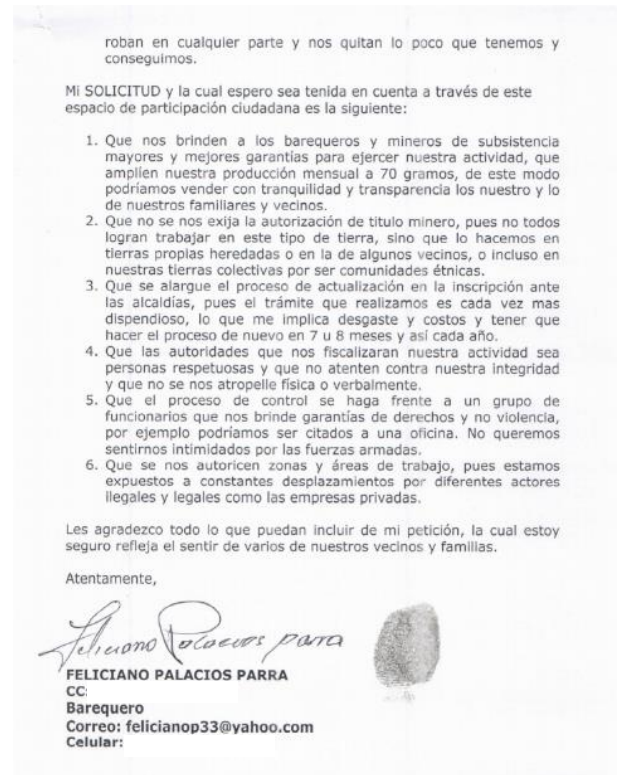 roban en cualquier parte y nos quitan lo poco que tenemos y
conseguimos.
Mi SOLICITUD y la cual espero sea tenida en cuenta a través de este
espacio de participación ciudadana es la siguiente:
1. Que nos brinden a los barequeros y mineros de subsistencia
mayores y mejores garantías para ejercer nuestra actividad, que
amplíen nuestra producción mensual a 70 gramos, de este modo
podríamos vender con tranquilidad y transparencia los nuestro y lo
de nuestros familiares y vecinos.
2. Que no se nos exija la autorización de titulo minero, pues no todos
logran trabajar en este tipo de tierra, sino que lo hacemos en
tierras propias heredadas o en la de algunos vecinos, o incluso en
nuestras tierras colectivas por ser comunidades étnicas.
3. Que se alargue el proceso de actualización en la inscripción ante
las alcaldías, pues el trámite que realizamos es cada vez mas
dispendioso, lo que me implica desgaste y costos y tener que
hacer el proceso de nuevo en 7 u 8 meses y así cada año.
4. Que las autoridades que nos fiscalizaran nuestra actividad sea
personas respetuosas y que no atenten contra nuestra integridad
y que no se nos atropelle física o verbalmente.
5. Que el proceso de control se haga frente a un grupo de
funcionarios que nos brinde garantías de derechos y no violencia,
por ejemplo podríamos ser citados a una oficina. No queremos
sentirnos intimidados por las fuerzas armadas.
6. Que se nos autoricen zonas y áreas de trabajo, pues estamos
expuestos a constantes desplazamientos por diferentes actores
ilegales y legales como las empresas privadas.
Les agradezco todo lo que puedan incluir de mi petición, la cual estoy
seguro refleja el sentir de varios de nuestros vecinos y familias.
Atentamente,
Feliciano Palacios parra
FELICIANO PALACIOS PARRA
CC:
Barequero
Correo: felicianop33@yahoo.com
Celular: